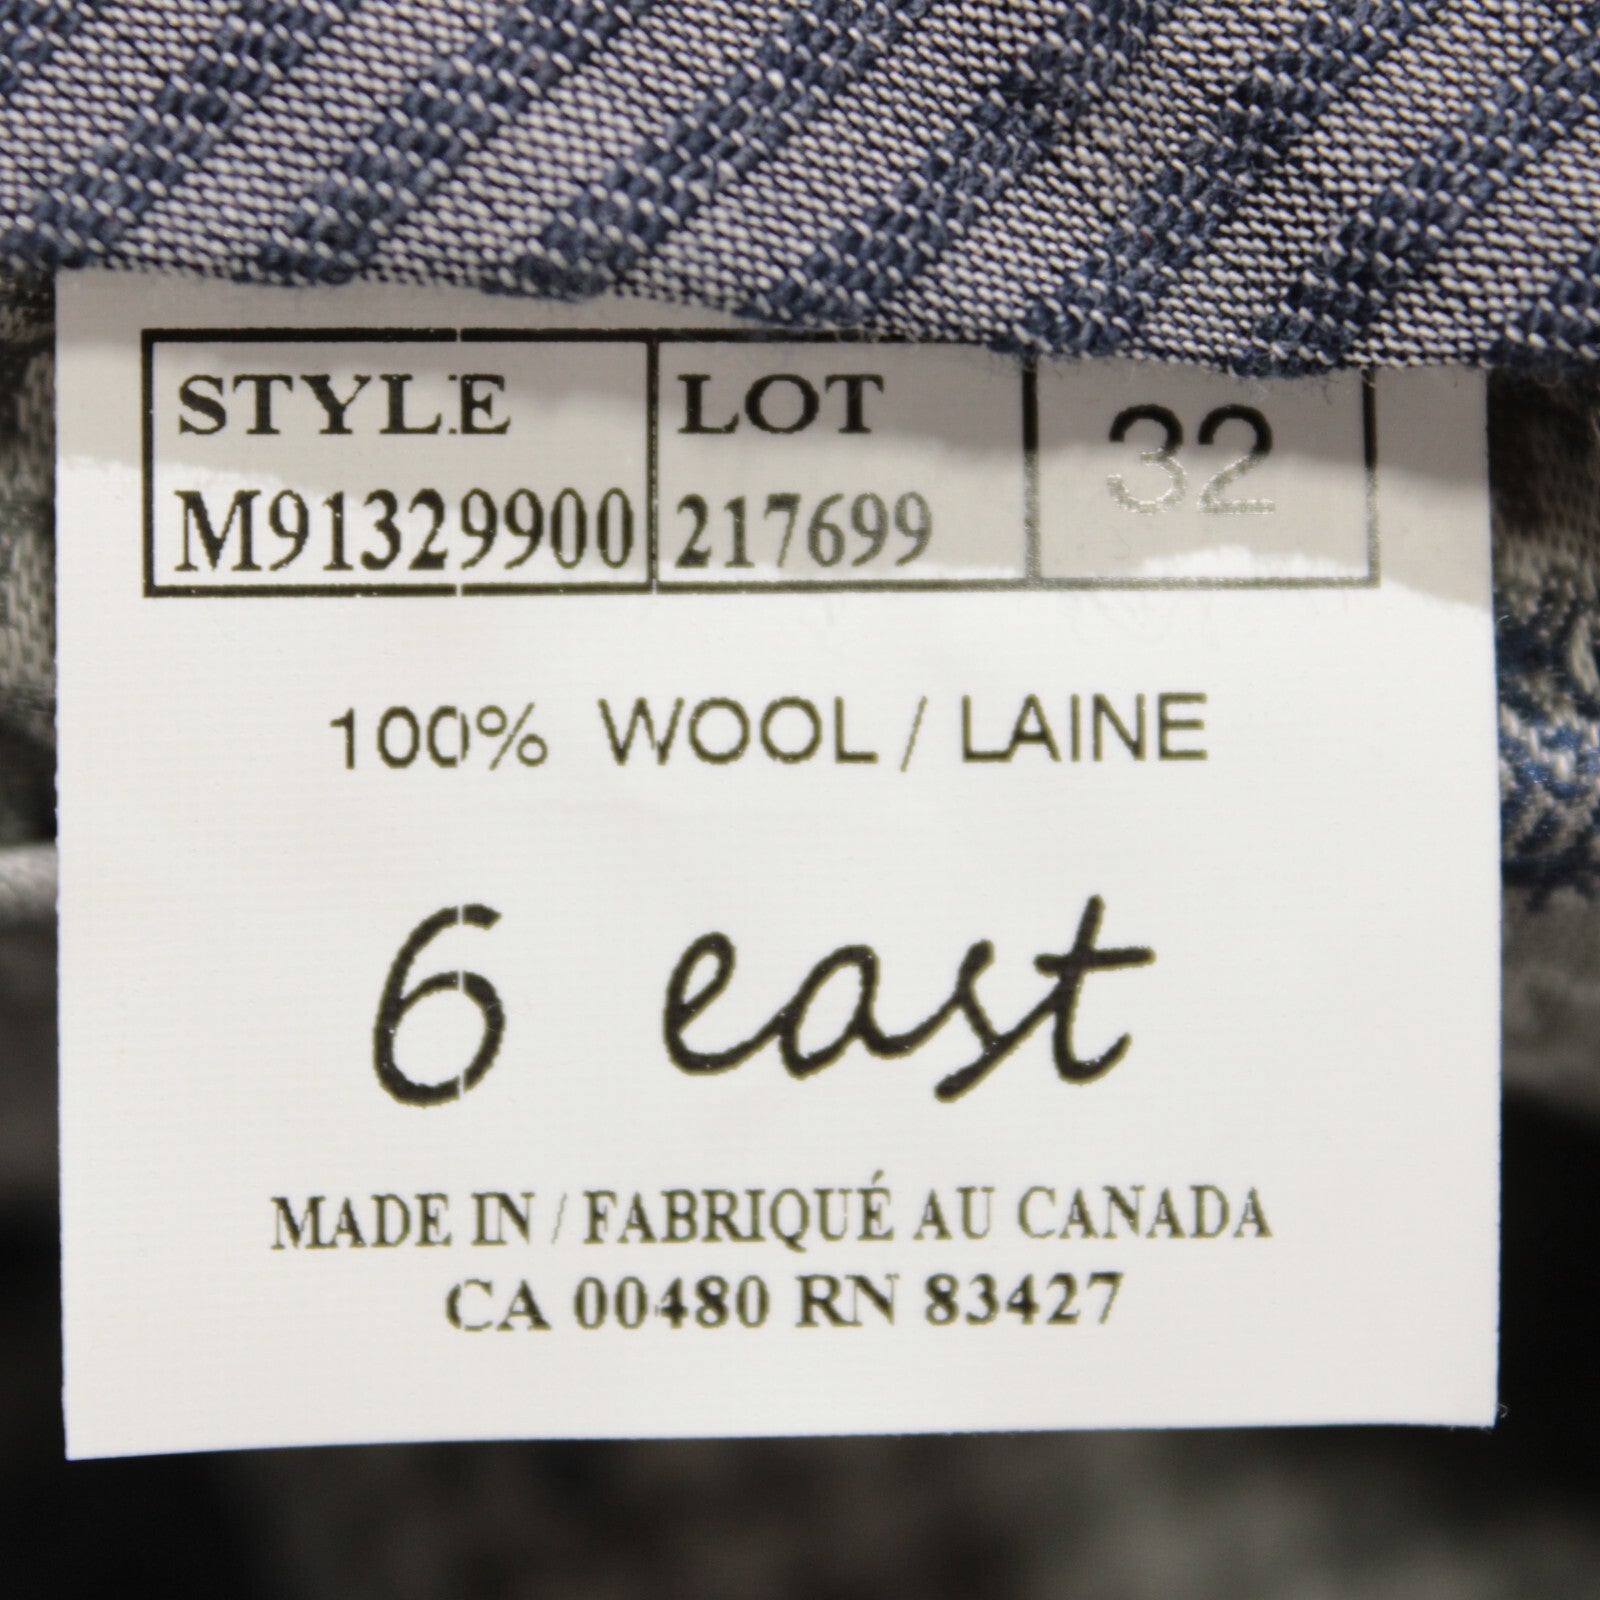 STYLE LOT 32
M91329900 217699
100% WOOL / LAINE
6 east
MADE IN / FABRIQUÉ AU CANADA
CA 00480 RN 83427